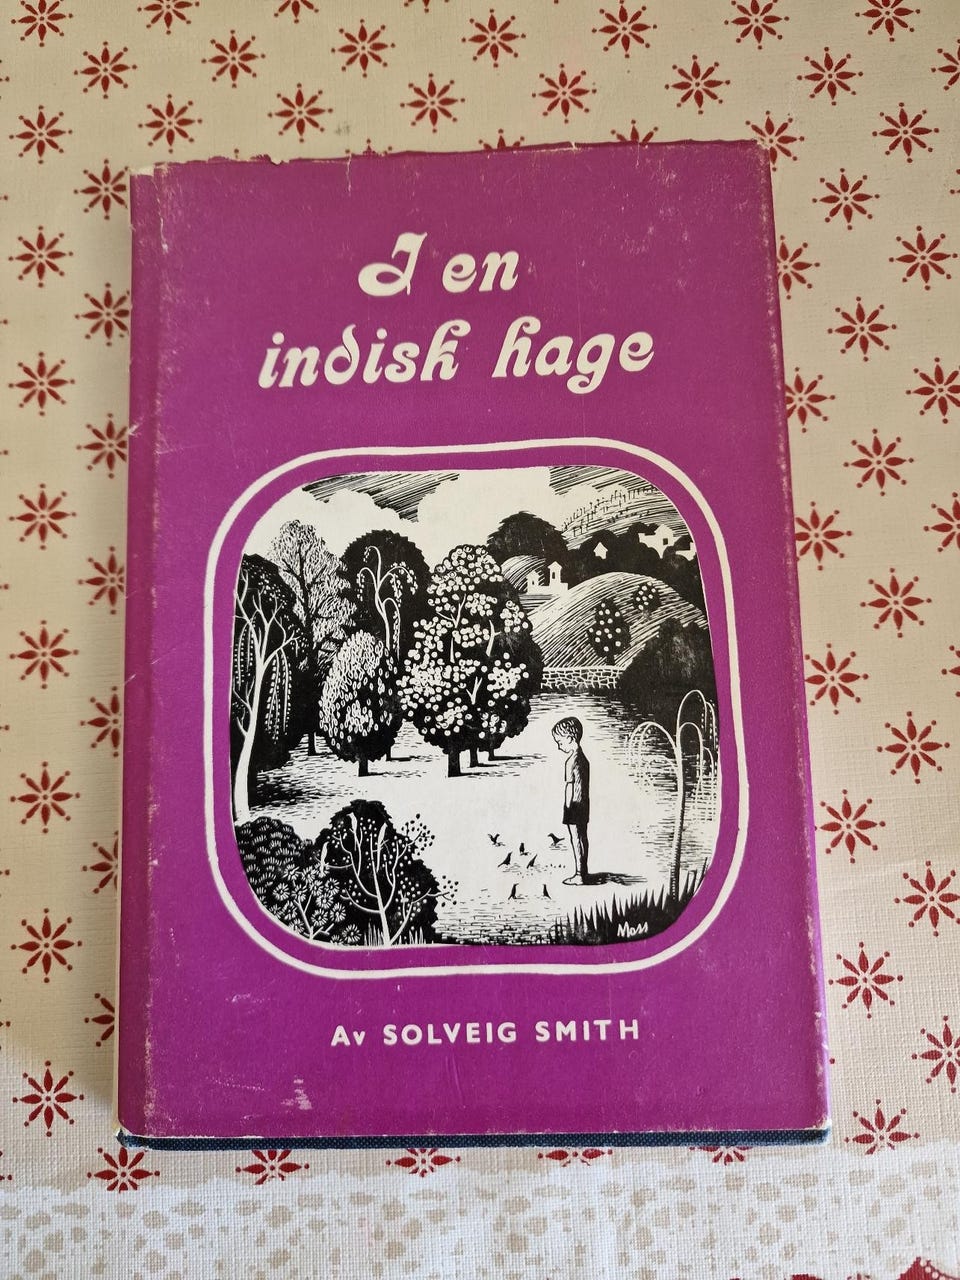 I en
indisk hage
Moss
Av SOLVEIG SMITH